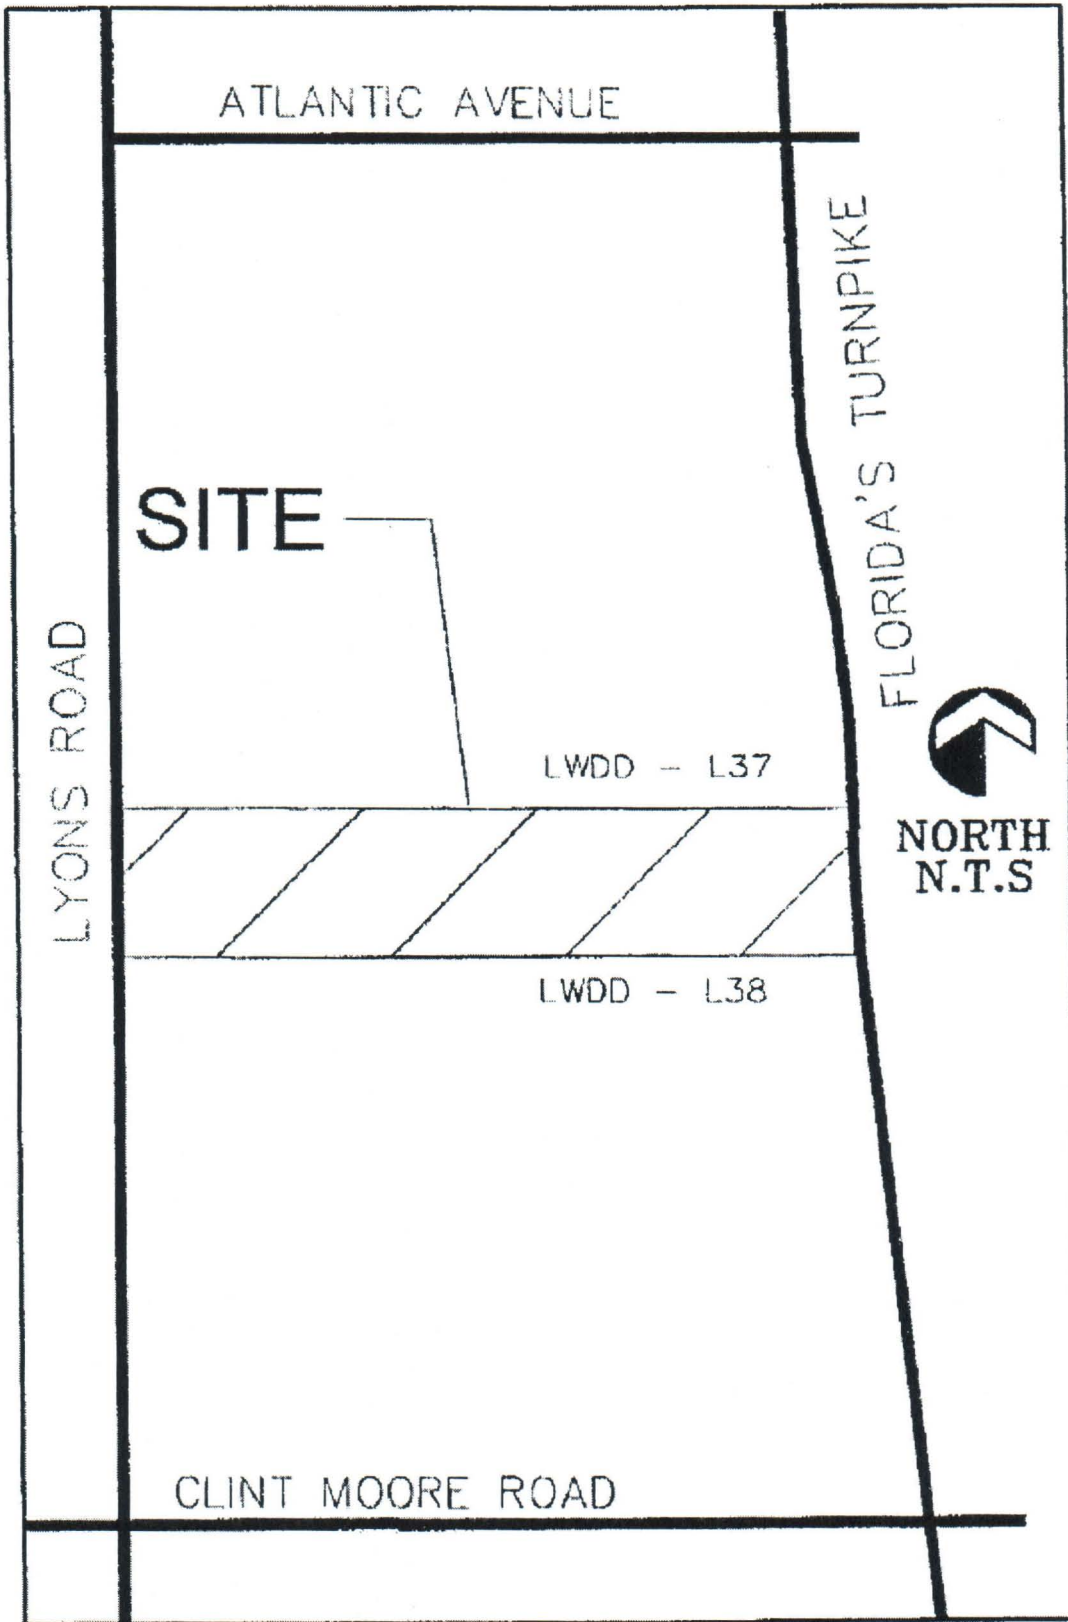 ATLANTIC AVENUE
FLORIDA'S TURNPIKE
SITE
LYONS ROAD
LWDD - L37
NORTH
N.T.S
LWDD - L38
CLINT MOORE ROAD